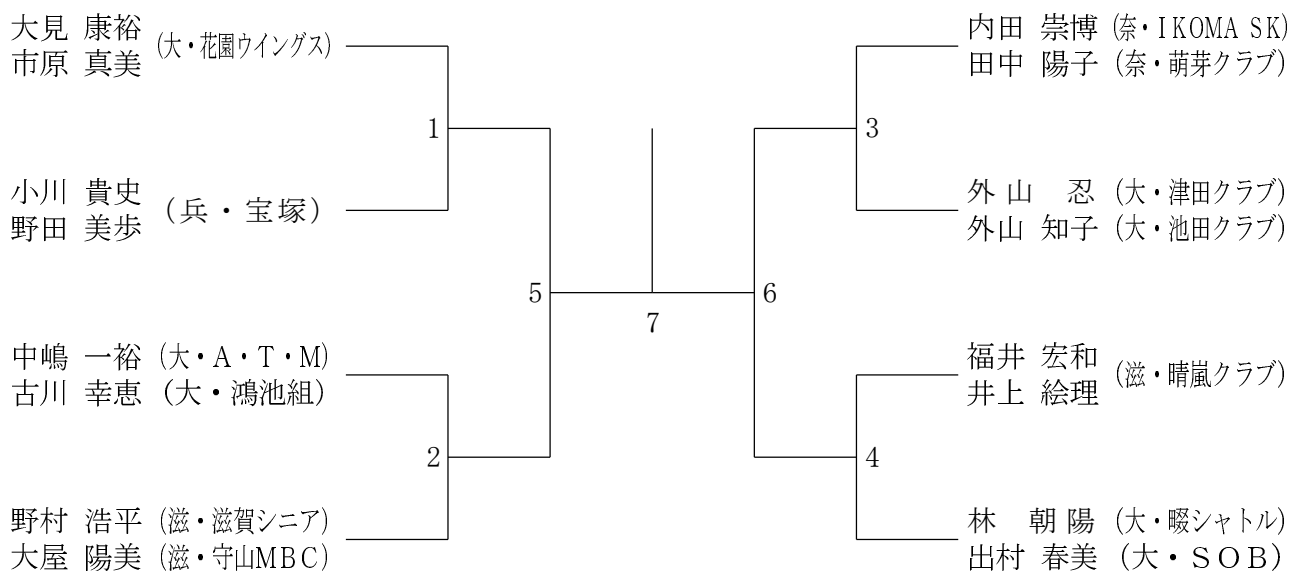 大見 康裕 (大・花園ウイングス)
市原 真美
1
小川 貴史 (兵・宝塚)
野田 美歩
5
中嶋 一裕 (大・A・T・M)
古川 幸恵 (大・鴻池組)
2
野村 浩平 (滋・滋賀シニア)
大屋 陽美 (滋・守山MBC)
7
内田 崇博 (奈・IKOMA SK)
田中 陽子 (奈・萌芽クラブ)
3
外山 忍 (大・津田クラブ)
外山 知子 (大・池田クラブ)
6
福井 宏和 (滋・晴嵐クラブ)
井上 絵理
4
林 朝陽 (大・畷シャトル)
出村 春美 (大・SOB)